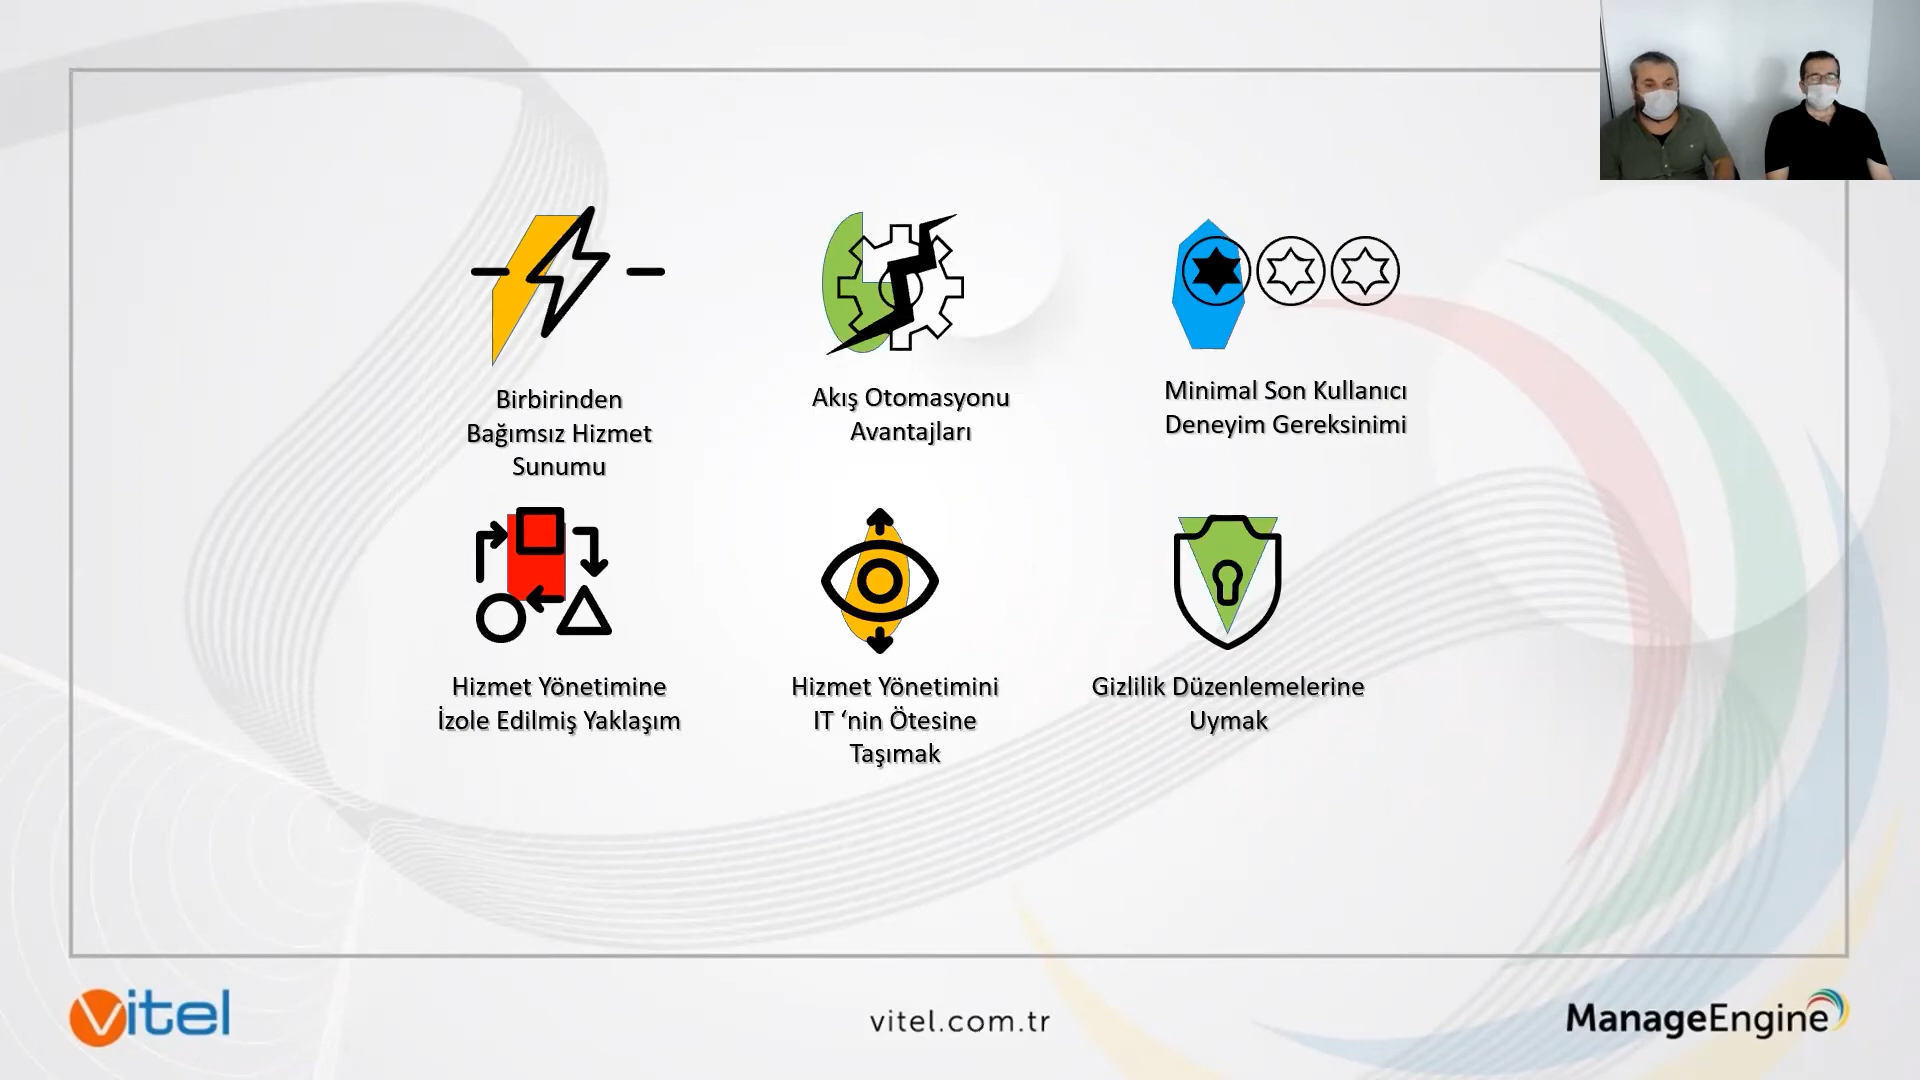 Birbirinden
Bağımsız Hizmet
Sunumu
Akış Otomasyonu
Avantajları
Minimal Son Kullanıcı
Deneyim Gereksinimi
Hizmet Yönetimine
İzole Edilmiş Yaklaşım
Hizmet Yönetimini
IT ‘nin Ötesine
Taşımak
Gizlilik Düzenlemelerine
Uymak
vitel
vitel.com.tr
ManageEngine